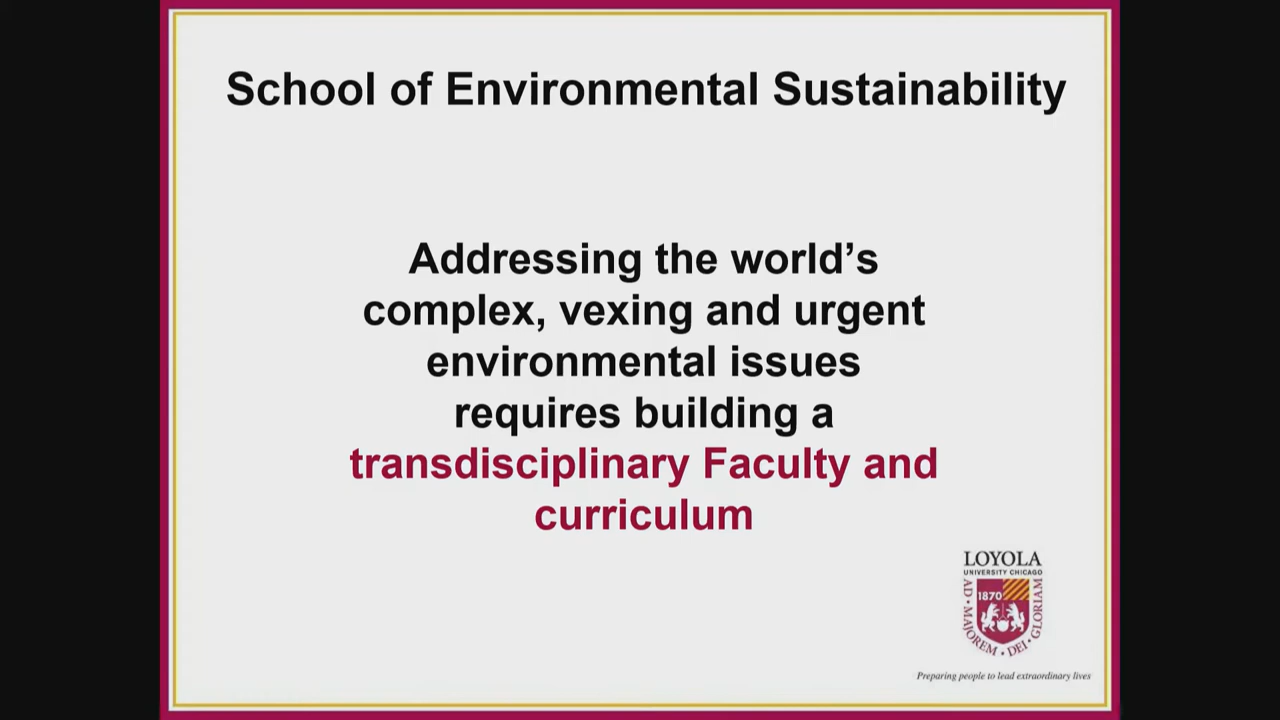 School of Environmental Sustainability
Addressing the world’s
complex, vexing and urgent
environmental issues
requires building a
transdisciplinary Faculty and
curriculum
LOYOLA
UNIVERSITY CHICAGO
1870
AD • MAJOREM • DEI • GLORIAM
Preparing people to lead extraordinary lives